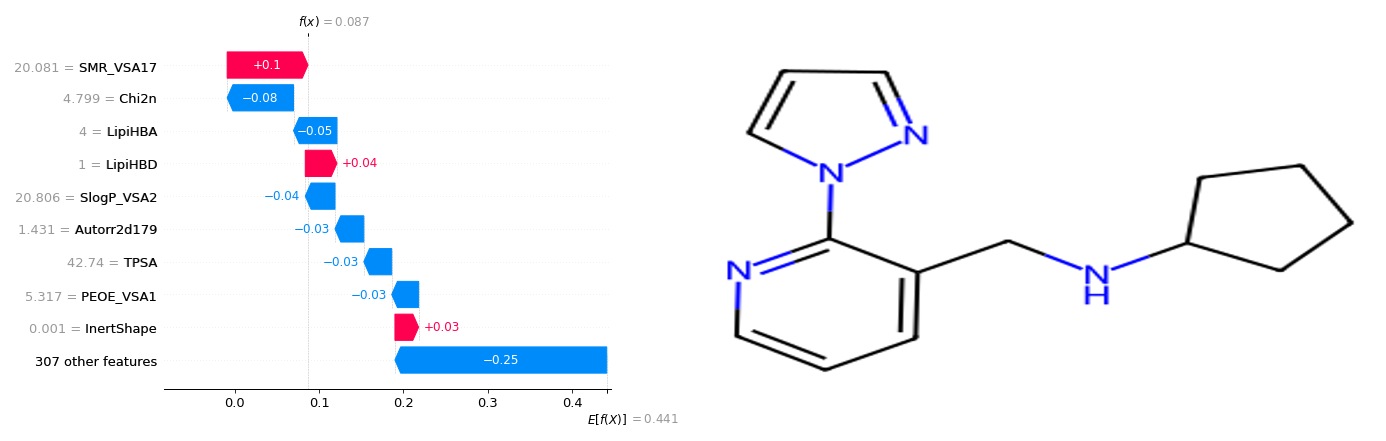 f(x) = 0.087
20.081 = SMR_VSA17
+0.1
4.799 = Chi2n
−0.08
4 = LipiHBA
−0.05
1 = LipiHBD
+0.04
20.806 = SlogP_VSA2
−0.04
1.431 = Autorr2d179
−0.03
42.74 = TPSA
−0.03
5.317 = PEOE_VSA1
−0.03
0.001 = InertShape
+0.03
307 other features
−0.25
0.0 0.1 0.2 0.3 0.4
E[f(X)] = 0.441
N
N
N
N
H